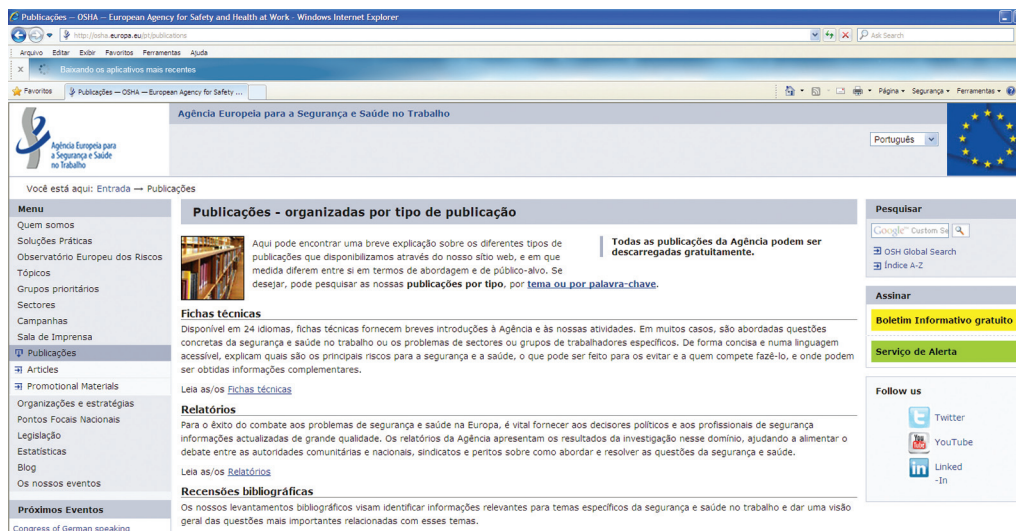 Publicações — OSHA — European Agency for Safety and Health at Work - Windows Internet Explorer
http://osha.europa.eu/pt/publications
Ask Search
Arquivo Editar Exibir Favoritos Ferramentas Ajuda
x Baixando os aplicativos mais recentes
Favoritos Publicações — OSHA — European Agency for Safety ...
Página Segurança Ferramentas
Agência Europeia para a Segurança e Saúde no Trabalho
Agência Europeia para
a Segurança e Saúde
no Trabalho
Português
Você está aqui: Entrada → Publicações
Menu
Quem somos
Soluções Práticas
Observatório Europeu dos Riscos
Tópicos
Grupos prioritários
Sectores
Campanhas
Sala de Imprensa
Publicações
Articles
Promotional Materials
Organizações e estratégias
Pontos Focais Nacionais
Legislação
Estatísticas
Blog
Os nossos eventos
Próximos Eventos
Congress of German speaking
Publicações - organizadas por tipo de publicação
Aqui pode encontrar uma breve explicação sobre os diferentes tipos de
publicações que disponibilizamos através do nosso sítio web, e em que
medida diferem entre si em termos de abordagem e de público-alvo. Se
desejar, pode pesquisar as nossas publicações por tipo, por tema ou por palavra-chave.
Todas as publicações da Agência podem ser
descarregadas gratuitamente.
Fichas técnicas
Disponível em 24 idiomas, fichas técnicas fornecem breves introduções à Agência e às nossas atividades. Em muitos casos, são abordadas questões
concretas da segurança e saúde no trabalho ou os problemas de sectores ou grupos de trabalhadores específicos. De forma concisa e numa linguagem
acessível, explicam quais são os principais riscos para a segurança e a saúde, o que pode ser feito para os evitar e a quem compete fazê-lo, e onde podem
ser obtidas informações complementares.
Leia as/os Fichas técnicas
Relatórios
Para o êxito do combate aos problemas de segurança e saúde na Europa, é vital fornecer aos decisores políticos e aos profissionais de segurança
informações actualizadas de grande qualidade. Os relatórios da Agência apresentam os resultados da investigação nesse domínio, ajudando a alimentar o
debate entre as autoridades comunitárias e nacionais, sindicatos e peritos sobre como abordar e resolver as questões da segurança e saúde.
Leia as/os Relatórios
Recensões bibliográficas
Os nossos levantamentos bibliográficos visam identificar informações relevantes para temas específicos da segurança e saúde no trabalho e dar uma visão
geral das questões mais importantes relacionadas com esses temas.
Pesquisar
Google™ Custom Se
OSH Global Search
Índice A-Z
Assinar
Boletim Informativo gratuito
Serviço de Alerta
Follow us
Twitter
You Tube YouTube
in Linked
-In